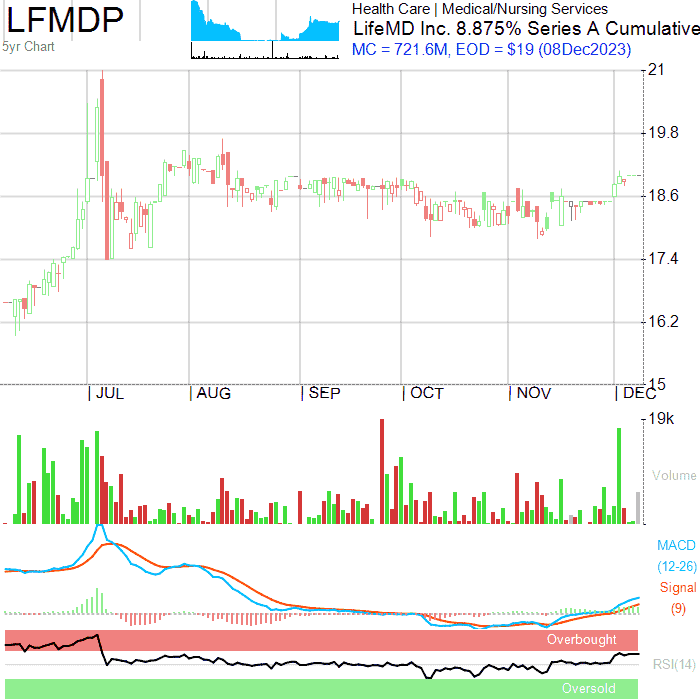 LFMDP
5yr Chart
Health Care | Medical/Nursing Services
LifeMD Inc. 8.875% Series A Cumulative
MC = 721.6M, EOD = $19 (08Dec2023)
21
19.8
18.6
17.4
16.2
15
JUL
AUG
SEP
OCT
NOV
DEC
19K
Volume
MACD
(12-26)
Signal
(9)
Overbought
RSI(14)
Oversold